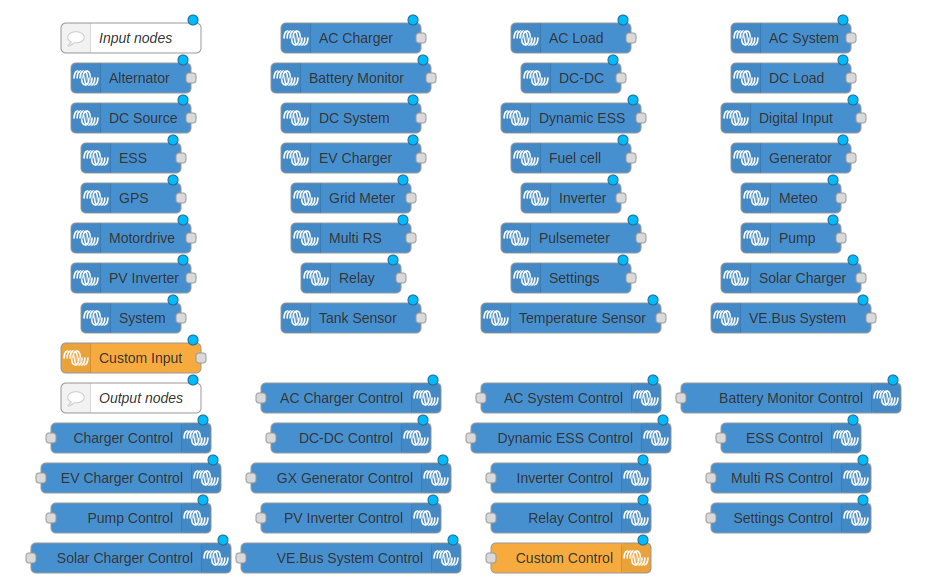 Input nodes
AC Charger
AC Load
AC System
Alternator
Battery Monitor
DC-DC
DC Load
DC Source
DC System
Dynamic ESS
Digital Input
ESS
EV Charger
Fuel cell
Generator
GPS
Grid Meter
Inverter
Meteo
Motordrive
Multi RS
Pulsemeter
Pump
PV Inverter
Relay
Settings
Solar Charger
System
Tank Sensor
Temperature Sensor
VE.Bus System
Custom Input
Output nodes
AC Charger Control
AC System Control
Battery Monitor Control
Charger Control
DC-DC Control
Dynamic ESS Control
ESS Control
EV Charger Control
GX Generator Control
Inverter Control
Multi RS Control
Pump Control
PV Inverter Control
Relay Control
Settings Control
Solar Charger Control
VE.Bus System Control
Custom Control